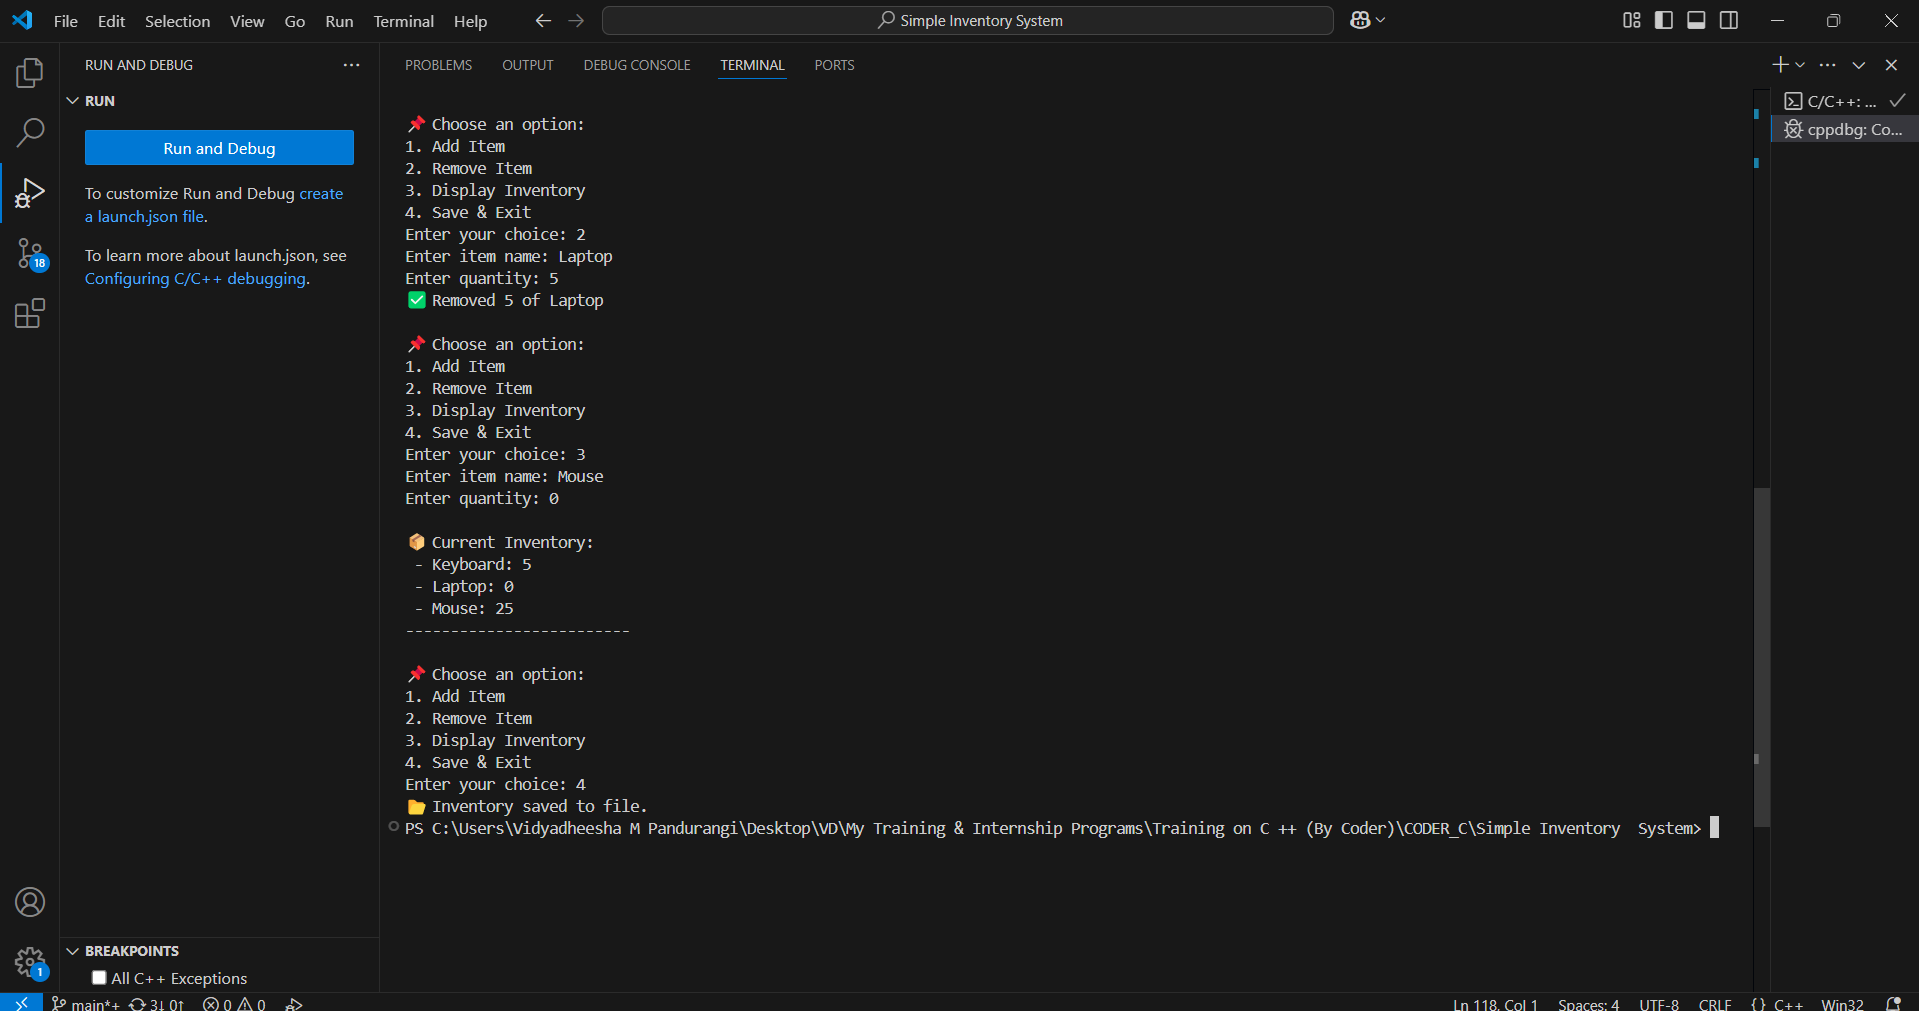 File Edit Selection View Go Run Terminal Help
Simple Inventory System
RUN AND DEBUG
RUN
Run and Debug
To customize Run and Debug create
a launch.json file.
To learn more about launch.json, see
Configuring C/C++ debugging.
18
1
BREAKPOINTS
All C++ Exceptions
PROBLEMS OUTPUT DEBUG CONSOLE TERMINAL PORTS
📌 Choose an option:
1. Add Item
2. Remove Item
3. Display Inventory
4. Save & Exit
Enter your choice: 2
Enter item name: Laptop
Enter quantity: 5
✅ Removed 5 of Laptop
📌 Choose an option:
1. Add Item
2. Remove Item
3. Display Inventory
4. Save & Exit
Enter your choice: 3
Enter item name: Mouse
Enter quantity: 0
📦 Current Inventory:
- Keyboard: 5
- Laptop: 0
- Mouse: 25
-------------------------
📌 Choose an option:
1. Add Item
2. Remove Item
3. Display Inventory
4. Save & Exit
Enter your choice: 4
📂 Inventory saved to file.
PS C:\Users\Vidyadheesha M Pandurangi\Desktop\VD\My Training & Internship Programs\Training on C ++ (By Coder)\CODER_C\Simple Inventory  System>
C/C++: ...
cppdbg: Co...
main*+ 3↓ 0↑ 0 0
Ln 118, Col 1 Spaces: 4 UTF-8 CRLF {} C++ Win32